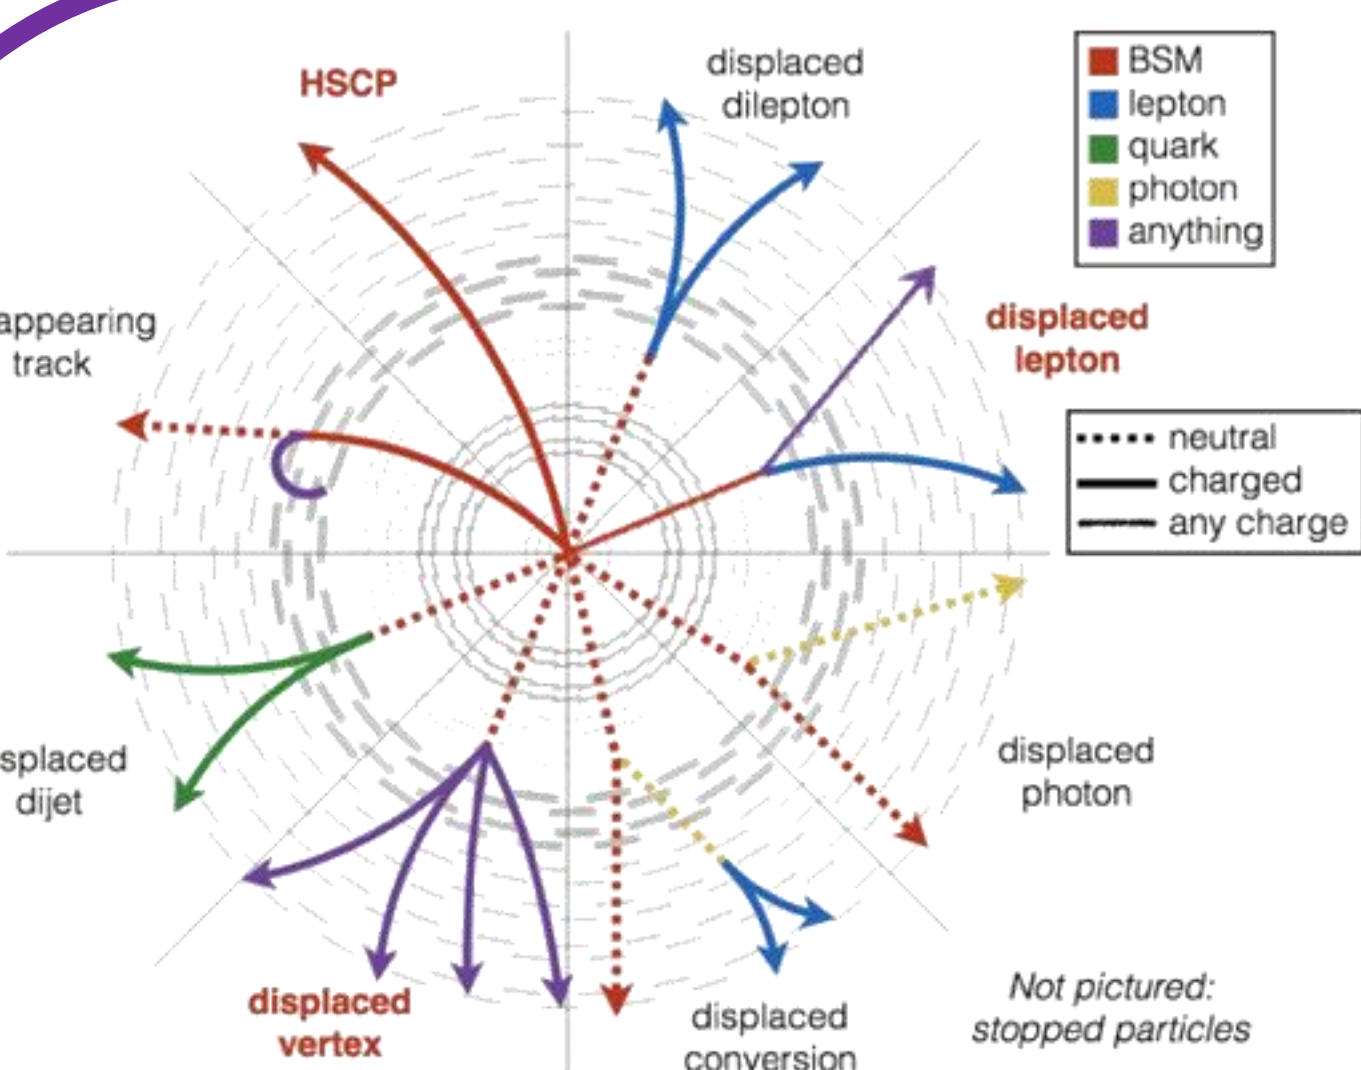 HSCP
displaced
dilepton
BSM
lepton
quark
photon
anything
appearing
track
displaced
lepton
neutral
charged
any charge
splaced
dijet
displaced
photon
displaced
vertex
displaced
conversion
Not pictured:
stopped particles